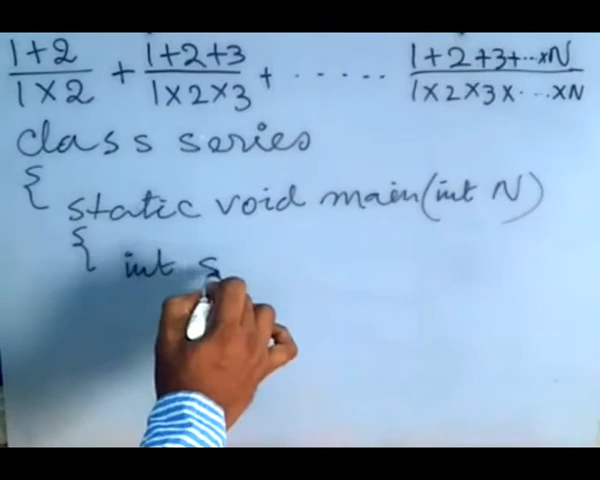 1+2/1×2 + 1+2+3/1×2×3 + ...... 1+2+3+...×N/1×2×3×...×N
class series
{
static void main(int N)
{
int s